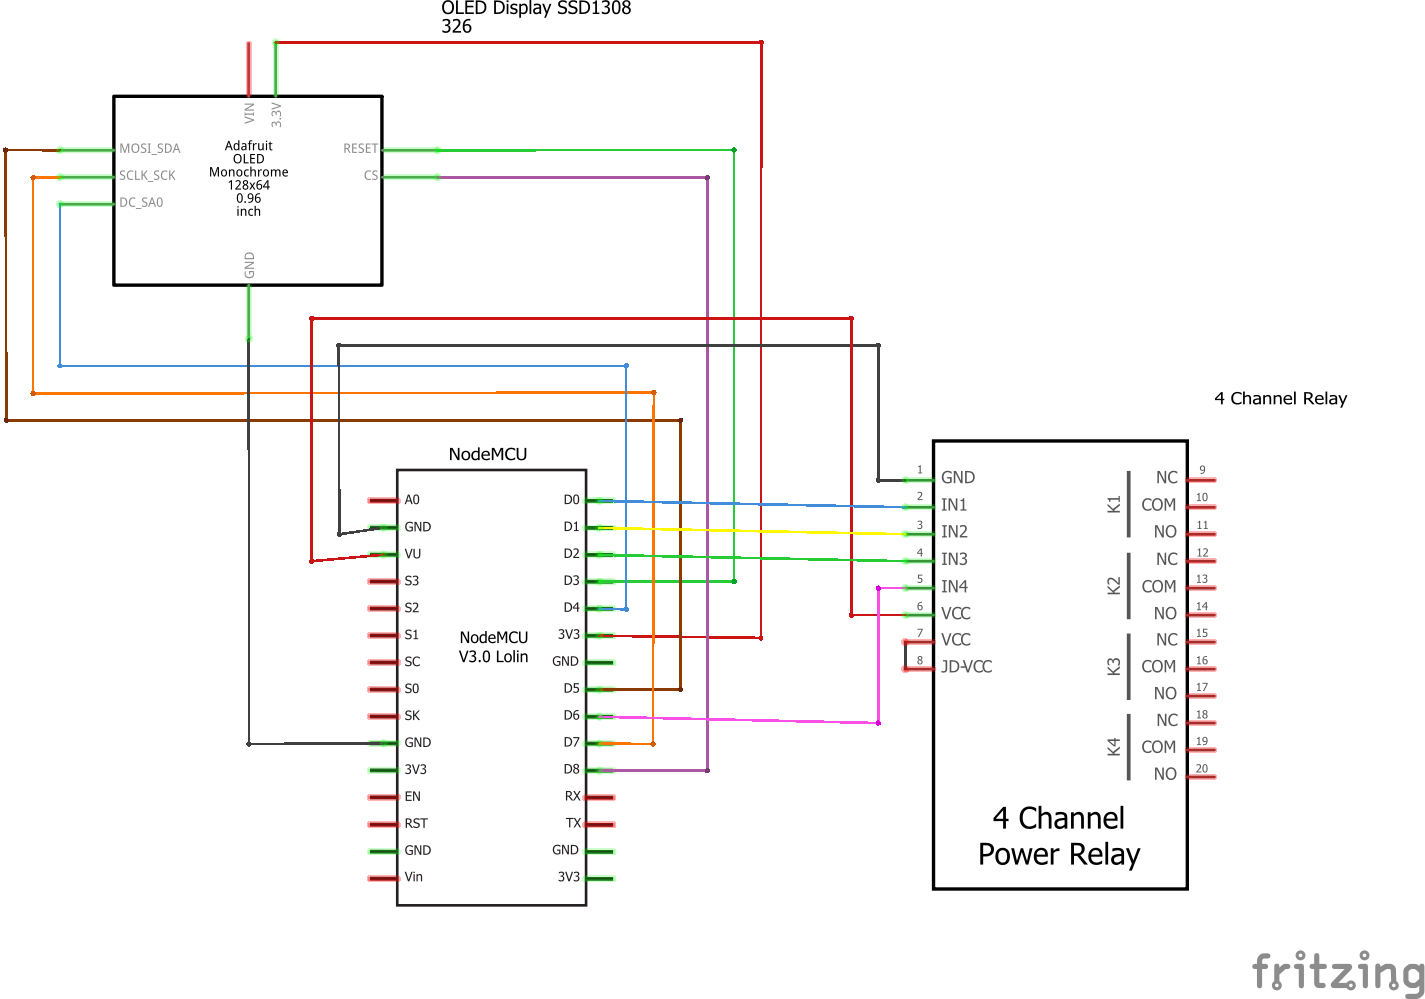 OLED Display SSD1308
326
VIN
3.3V
MOSI_SDA
SCLK_SCK
DC_SA0
Adafruit
OLED
Monochrome
128x64
0.96
inch
RESET
CS
GND
4 Channel Relay
NodeMCU
A0
GND
VU
S3
S2
S1
SC
S0
SK
GND
3V3
EN
RST
GND
Vin
NodeMCU
V3.0 Lolin
D0
D1
D2
D3
D4
3V3
GND
D5
D6
D7
D8
RX
TX
GND
3V3
1 GND
2 IN1
3 IN2
4 IN3
5 IN4
6 VCC
7 VCC
8 JD-VCC
K1
K2
K3
K4
NC 9
COM 10
NO 11
NC 12
COM 13
NO 14
NC 15
COM 16
NO 17
NC 18
COM 19
NO 20
4 Channel
Power Relay
fritzing